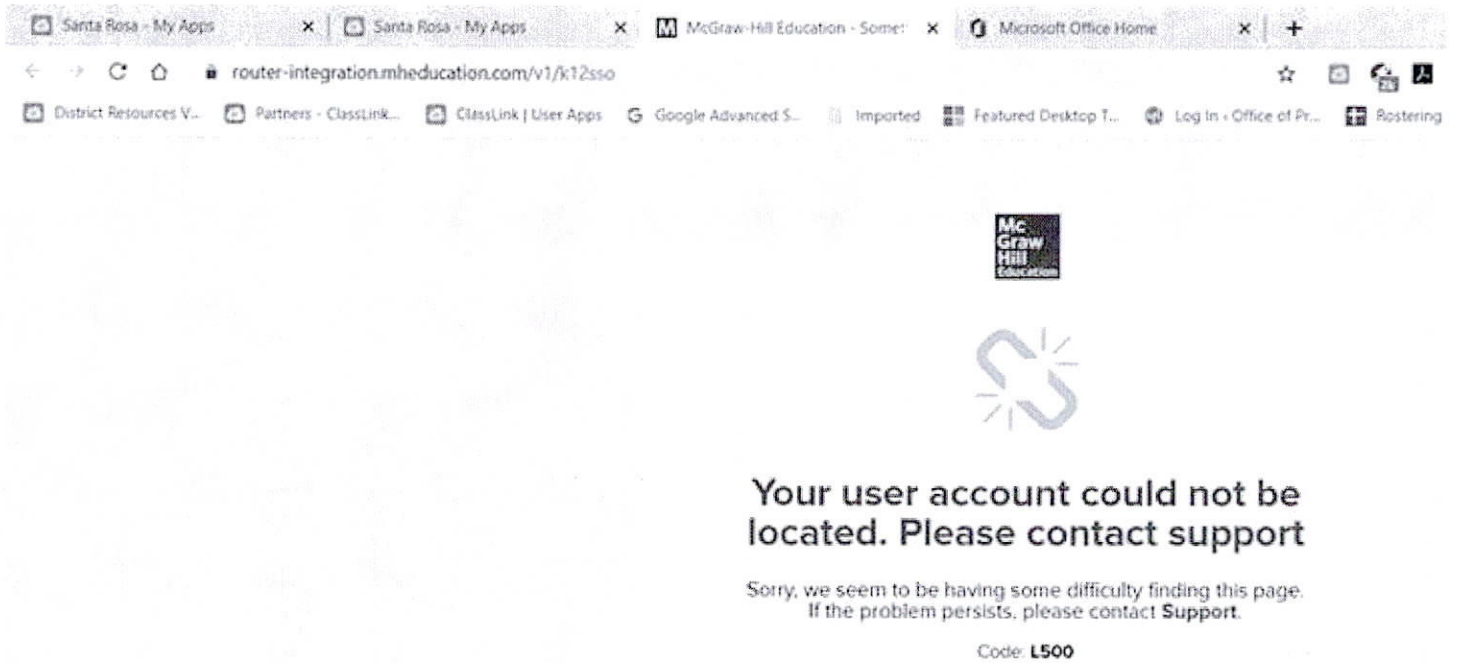 Santa Rosa - My Apps
Santa Rosa - My Apps
McGraw-Hill Education - Some
Microsoft Office Home
router-integration.mheducation.com/v1/k12sso
District Resources V...
Partners - ClassLink...
ClassLink | User Apps
Google Advanced S...
Imported
Featured Desktop T...
Log In ‹ Office of Pr...
Rostering
Mc
Graw
Hill
Education
Your user account could not be
located. Please contact support
Sorry, we seem to be having some difficulty finding this page.
If the problem persists, please contact Support.
Code: L500